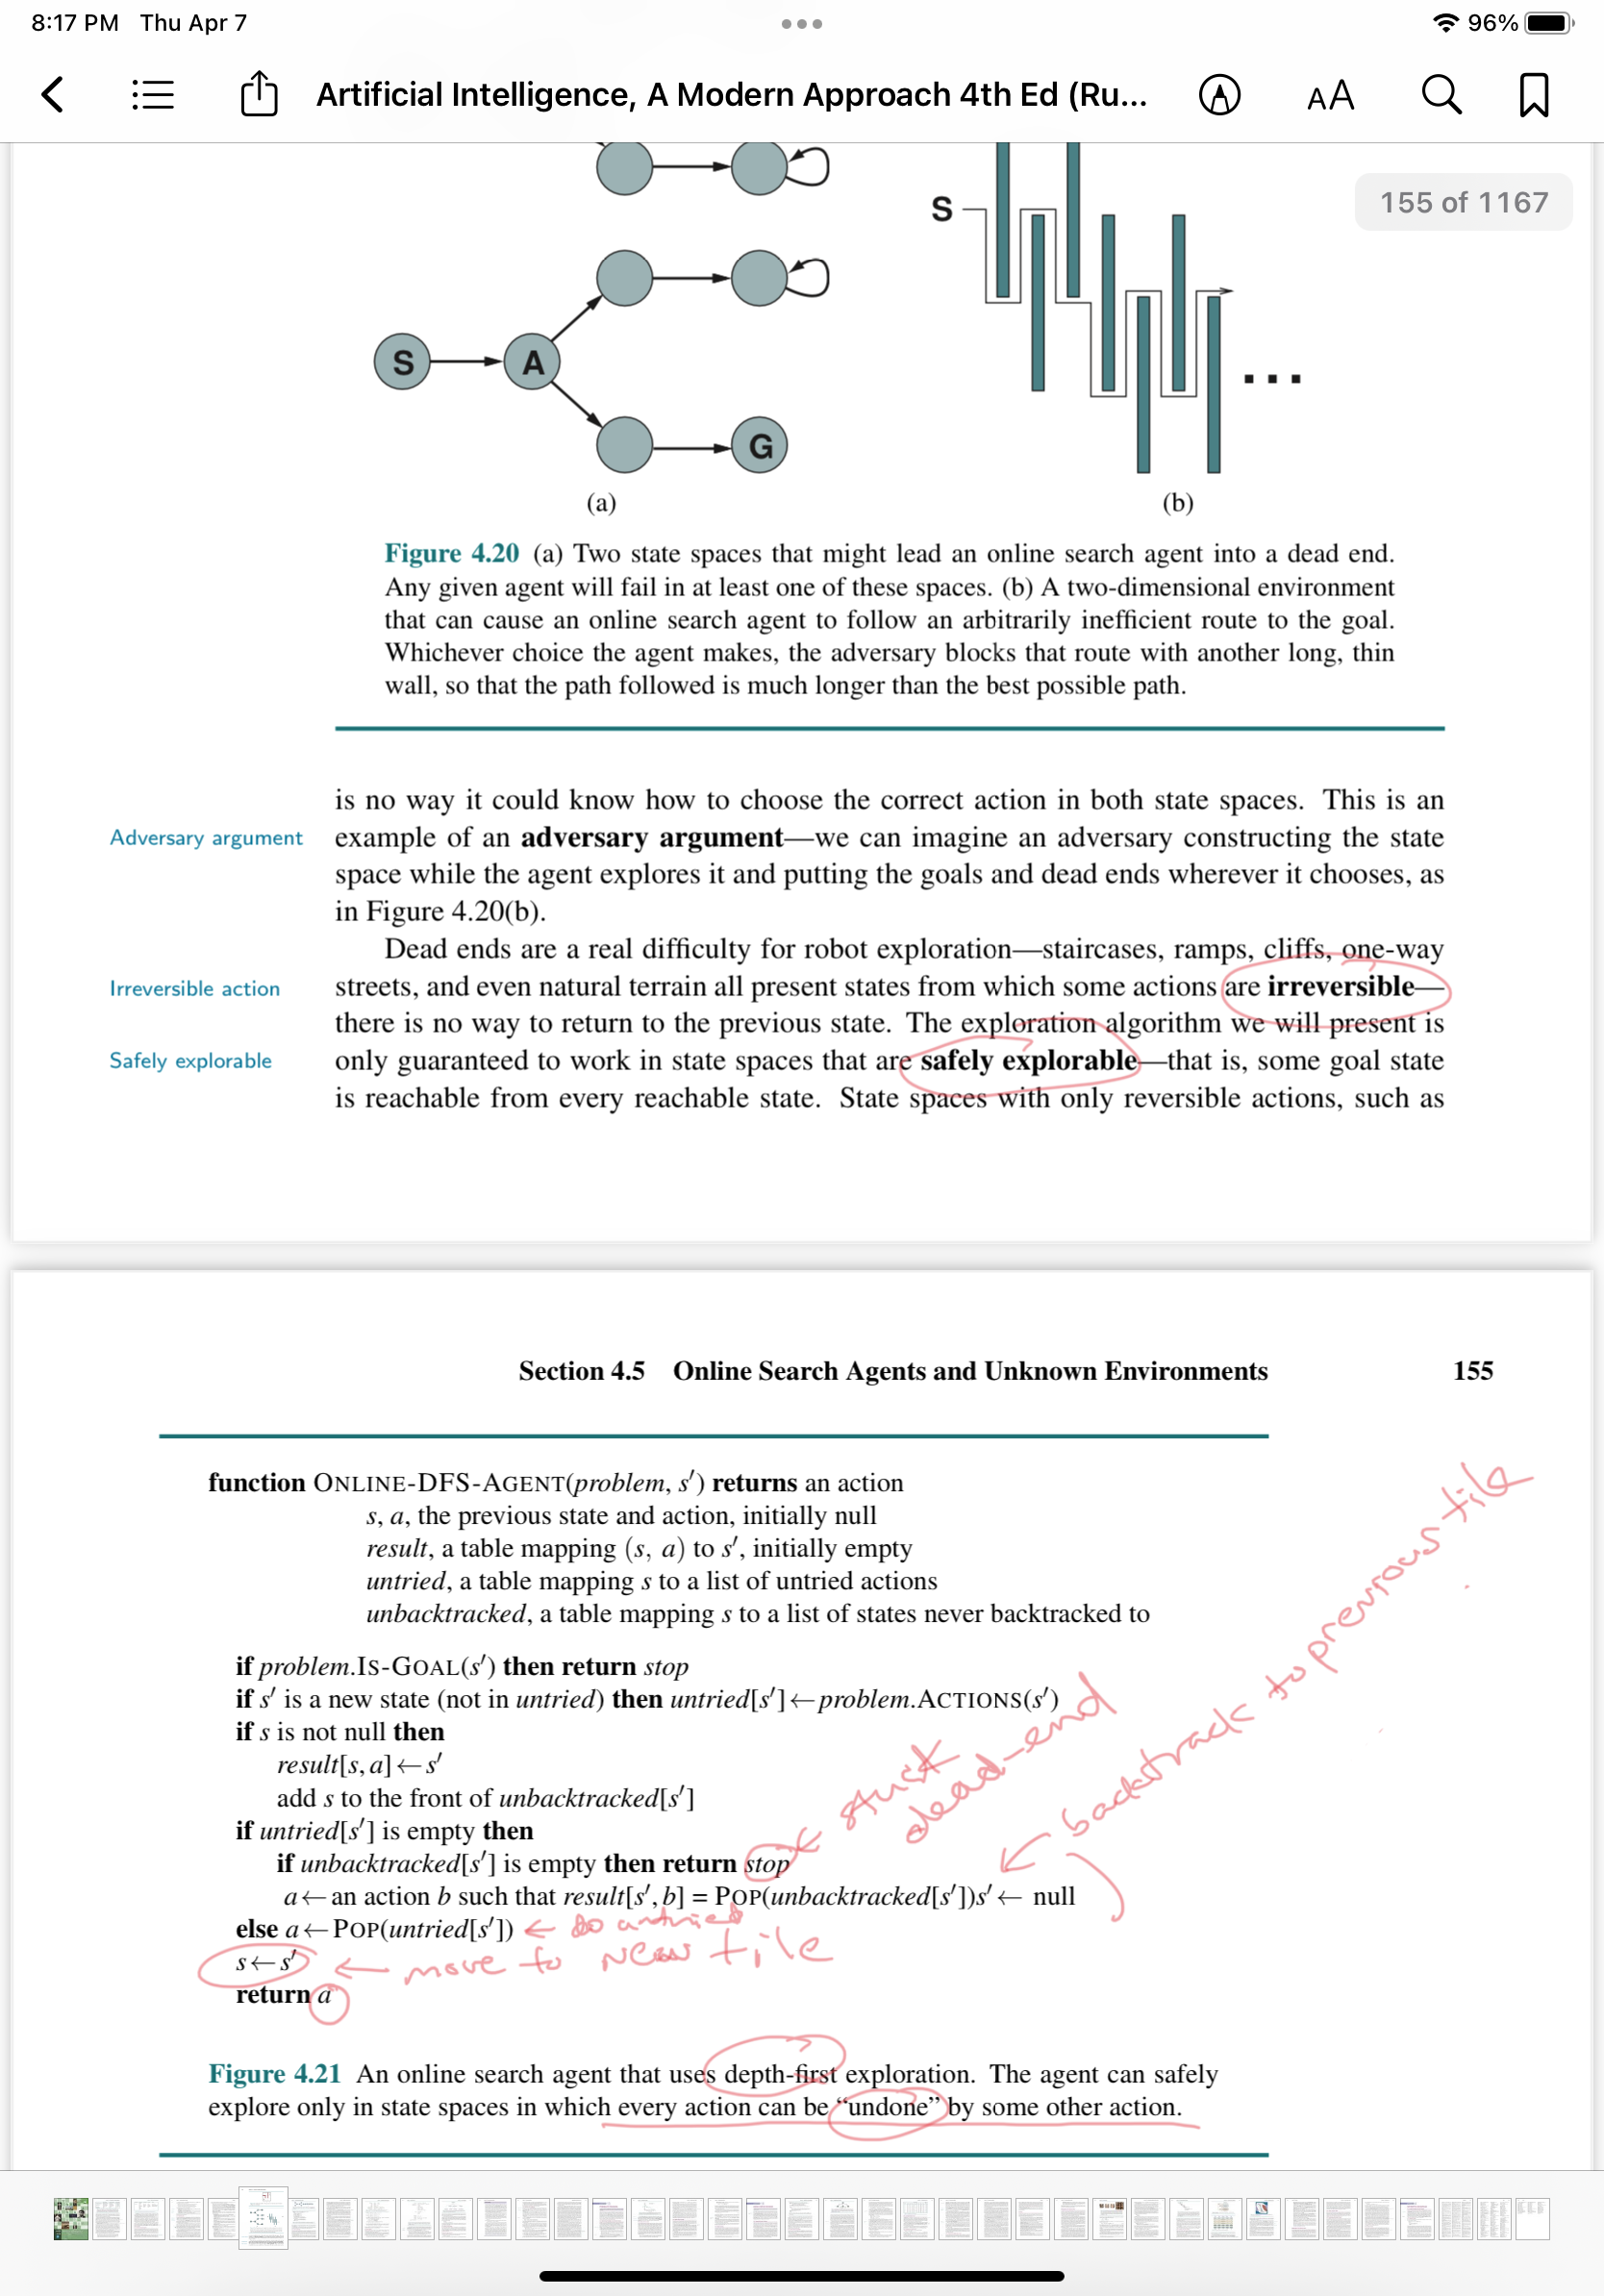 8:17 PM Thu Apr 7
96%
Artificial Intelligence, A Modern Approach 4th Ed (Ru...
AA
155 of 1167
S
S
A
G
(a)
(b)
Figure 4.20 (a) Two state spaces that might lead an online search agent into a dead end.
Any given agent will fail in at least one of these spaces. (b) A two-dimensional environment
that can cause an online search agent to follow an arbitrarily inefficient route to the goal.
Whichever choice the agent makes, the adversary blocks that route with another long, thin
wall, so that the path followed is much longer than the best possible path.
is no way it could know how to choose the correct action in both state spaces. This is an
Adversary argument
example of an adversary argument—we can imagine an adversary constructing the state
space while the agent explores it and putting the goals and dead ends wherever it chooses, as
in Figure 4.20(b).
Dead ends are a real difficulty for robot exploration—staircases, ramps, cliffs, one-way
Irreversible action
streets, and even natural terrain all present states from which some actions are irreversible—
there is no way to return to the previous state. The exploration algorithm we will present is
Safely explorable
only guaranteed to work in state spaces that are safely explorable—that is, some goal state
is reachable from every reachable state. State spaces with only reversible actions, such as
Section 4.5 Online Search Agents and Unknown Environments 155
function ONLINE-DFS-AGENT(problem, s′) returns an action
s, a, the previous state and action, initially null
result, a table mapping (s, a) to s′, initially empty
untried, a table mapping s to a list of untried actions
unbacktracked, a table mapping s to a list of states never backtracked to
if problem.IS-GOAL(s′) then return stop
if s′ is a new state (not in untried) then untried[s′]←problem.ACTIONS(s′)
if s is not null then
result[s,a]←s′
add s to the front of unbacktracked[s′]
if untried[s′] is empty then
if unbacktracked[s′] is empty then return stop
← stuck
dead-end
a←an action b such that result[s′,b] = POP(unbacktracked[s′])s′← null
backtrack to previous tile
else a←POP(untried[s′])
← do untried
s←s′
← move to new tile
return a
Figure 4.21 An online search agent that uses depth-first exploration. The agent can safely
explore only in state spaces in which every action can be “undone” by some other action.